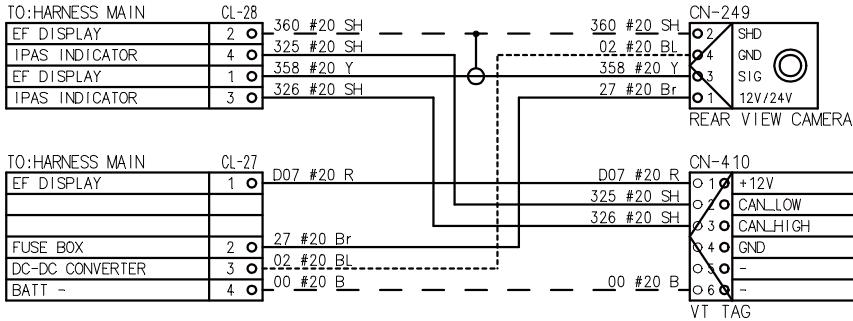 TO:HARNESS MAIN CL-28 CN-249
EF DISPLAY 2 360 #20 SH 360 #20 SH 2 SHD
IPAS INDICATOR 4 325 #20 SH 02 #20 BL 4 GND
EF DISPLAY 1 358 #20 Y 358 #20 Y 3 SIG
IPAS INDICATOR 3 326 #20 SH 27 #20 Br 1 12V/24V
REAR VIEW CAMERA
TO:HARNESS MAIN CL-27 CN-410
EF DISPLAY 1 D07 #20 R D07 #20 R 1 +12V
325 #20 SH 2 CAN_LOW
326 #20 SH 3 CAN_HIGH
FUSE BOX 2 27 #20 Br 4 GND
DC-DC CONVERTER 3 02 #20 BL 5 -
BATT - 4 00 #20 B 00 #20 B 6 -
VT TAG